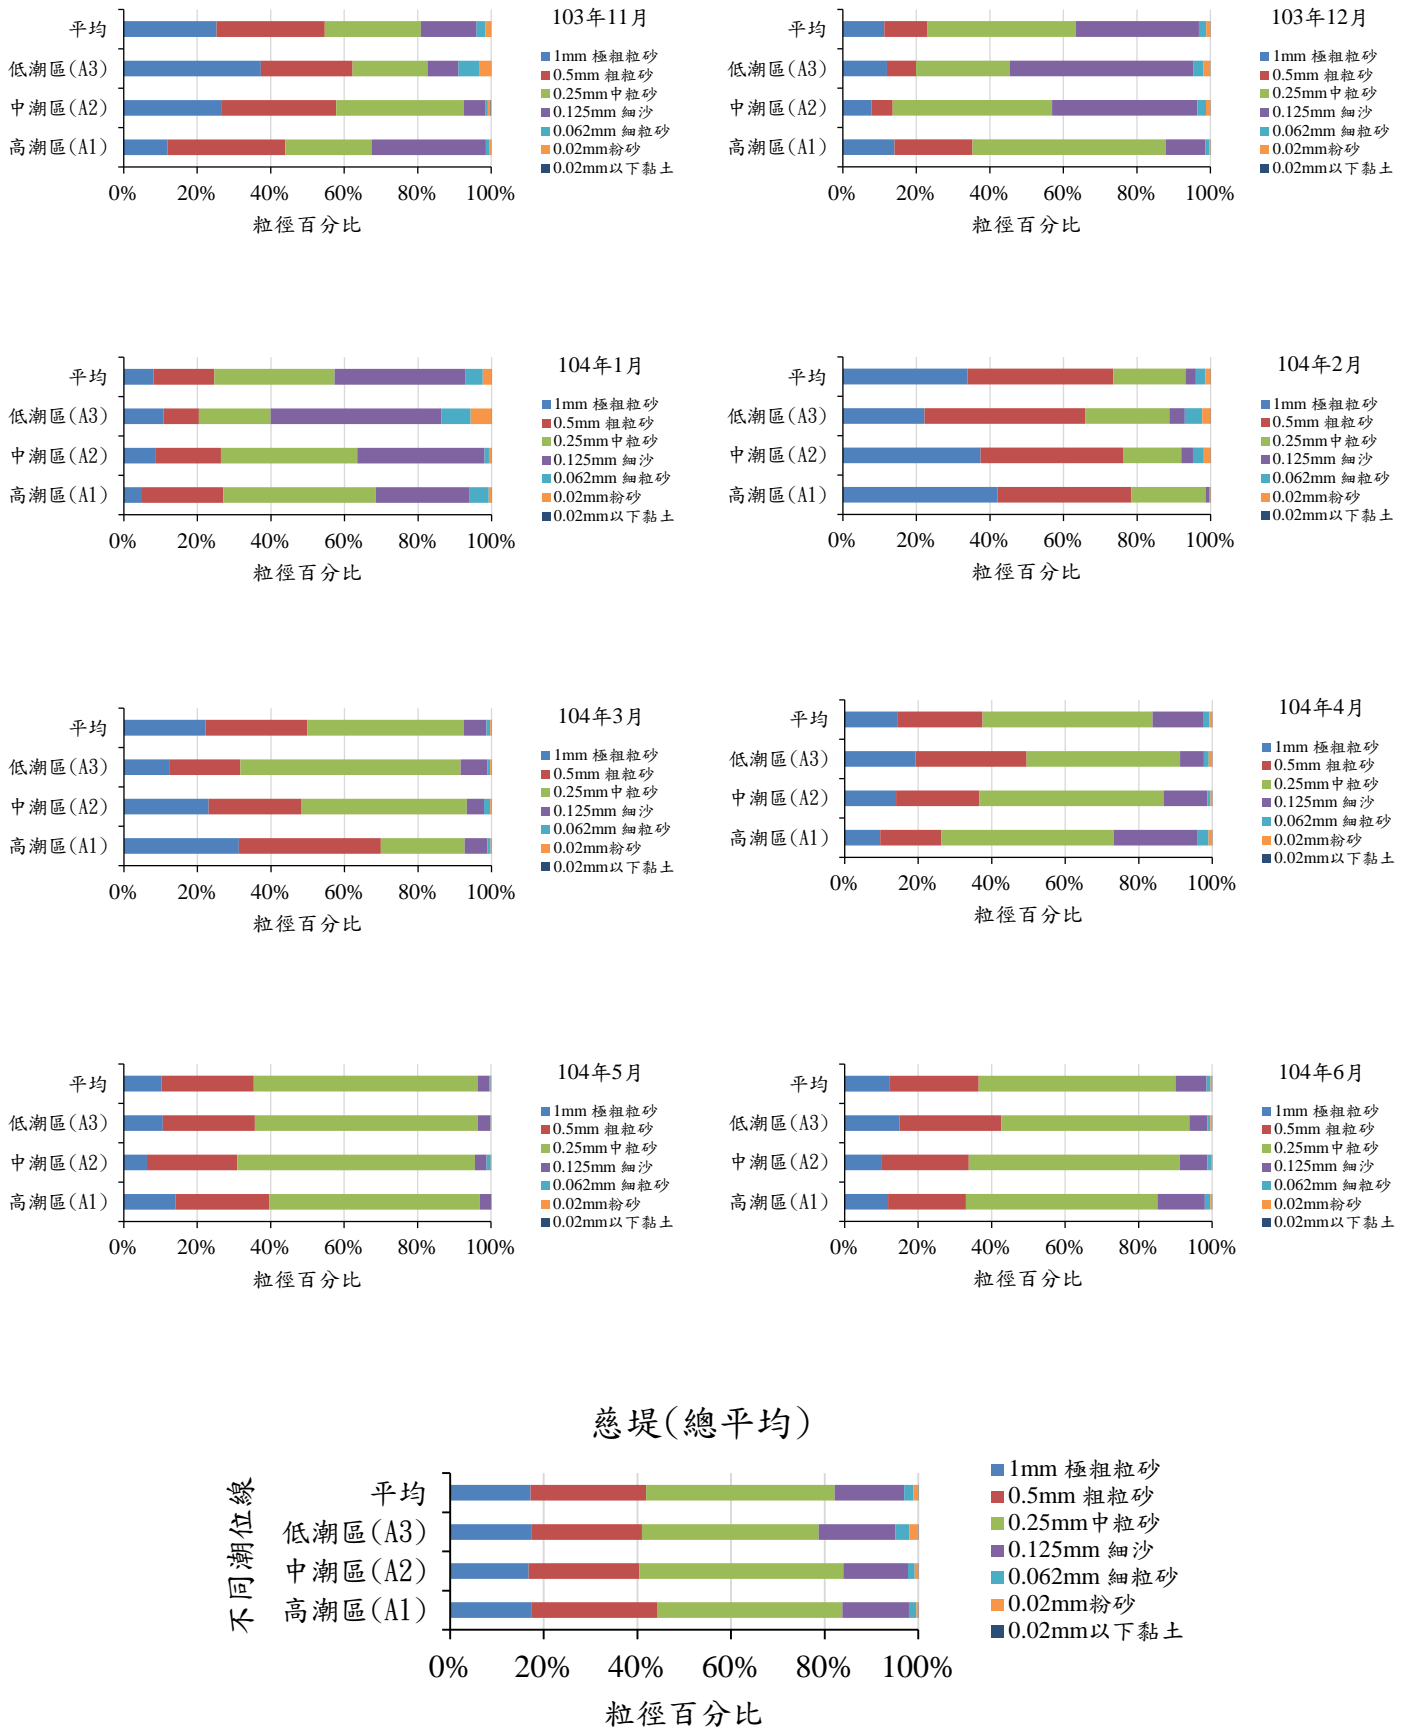 103年11月
平均
低潮區(A3)
中潮區(A2)
高潮區(A1)
0% 20% 40% 60% 80% 100%
粒徑百分比
1mm 極粗粒砂
0.5mm 粗粒砂
0.25mm中粒砂
0.125mm 細沙
0.062mm 細粒砂
0.02mm粉砂
0.02mm以下黏土
103年12月
平均
低潮區(A3)
中潮區(A2)
高潮區(A1)
0% 20% 40% 60% 80% 100%
粒徑百分比
1mm 極粗粒砂
0.5mm 粗粒砂
0.25mm中粒砂
0.125mm 細沙
0.062mm 細粒砂
0.02mm粉砂
0.02mm以下黏土
104年1月
平均
低潮區(A3)
中潮區(A2)
高潮區(A1)
0% 20% 40% 60% 80% 100%
粒徑百分比
1mm 極粗粒砂
0.5mm 粗粒砂
0.25mm中粒砂
0.125mm 細沙
0.062mm 細粒砂
0.02mm粉砂
0.02mm以下黏土
104年2月
平均
低潮區(A3)
中潮區(A2)
高潮區(A1)
0% 20% 40% 60% 80% 100%
粒徑百分比
1mm 極粗粒砂
0.5mm 粗粒砂
0.25mm中粒砂
0.125mm 細沙
0.062mm 細粒砂
0.02mm粉砂
0.02mm以下黏土
104年3月
平均
低潮區(A3)
中潮區(A2)
高潮區(A1)
0% 20% 40% 60% 80% 100%
粒徑百分比
1mm 極粗粒砂
0.5mm 粗粒砂
0.25mm中粒砂
0.125mm 細沙
0.062mm 細粒砂
0.02mm粉砂
0.02mm以下黏土
104年4月
平均
低潮區(A3)
中潮區(A2)
高潮區(A1)
0% 20% 40% 60% 80% 100%
粒徑百分比
1mm 極粗粒砂
0.5mm 粗粒砂
0.25mm中粒砂
0.125mm 細沙
0.062mm 細粒砂
0.02mm粉砂
0.02mm以下黏土
104年5月
平均
低潮區(A3)
中潮區(A2)
高潮區(A1)
0% 20% 40% 60% 80% 100%
粒徑百分比
1mm 極粗粒砂
0.5mm 粗粒砂
0.25mm中粒砂
0.125mm 細沙
0.062mm 細粒砂
0.02mm粉砂
0.02mm以下黏土
104年6月
平均
低潮區(A3)
中潮區(A2)
高潮區(A1)
0% 20% 40% 60% 80% 100%
粒徑百分比
1mm 極粗粒砂
0.5mm 粗粒砂
0.25mm中粒砂
0.125mm 細沙
0.062mm 細粒砂
0.02mm粉砂
0.02mm以下黏土
慈堤(總平均)
不同潮位線
平均
低潮區(A3)
中潮區(A2)
高潮區(A1)
0% 20% 40% 60% 80% 100%
粒徑百分比
1mm 極粗粒砂
0.5mm 粗粒砂
0.25mm中粒砂
0.125mm 細沙
0.062mm 細粒砂
0.02mm粉砂
0.02mm以下黏土